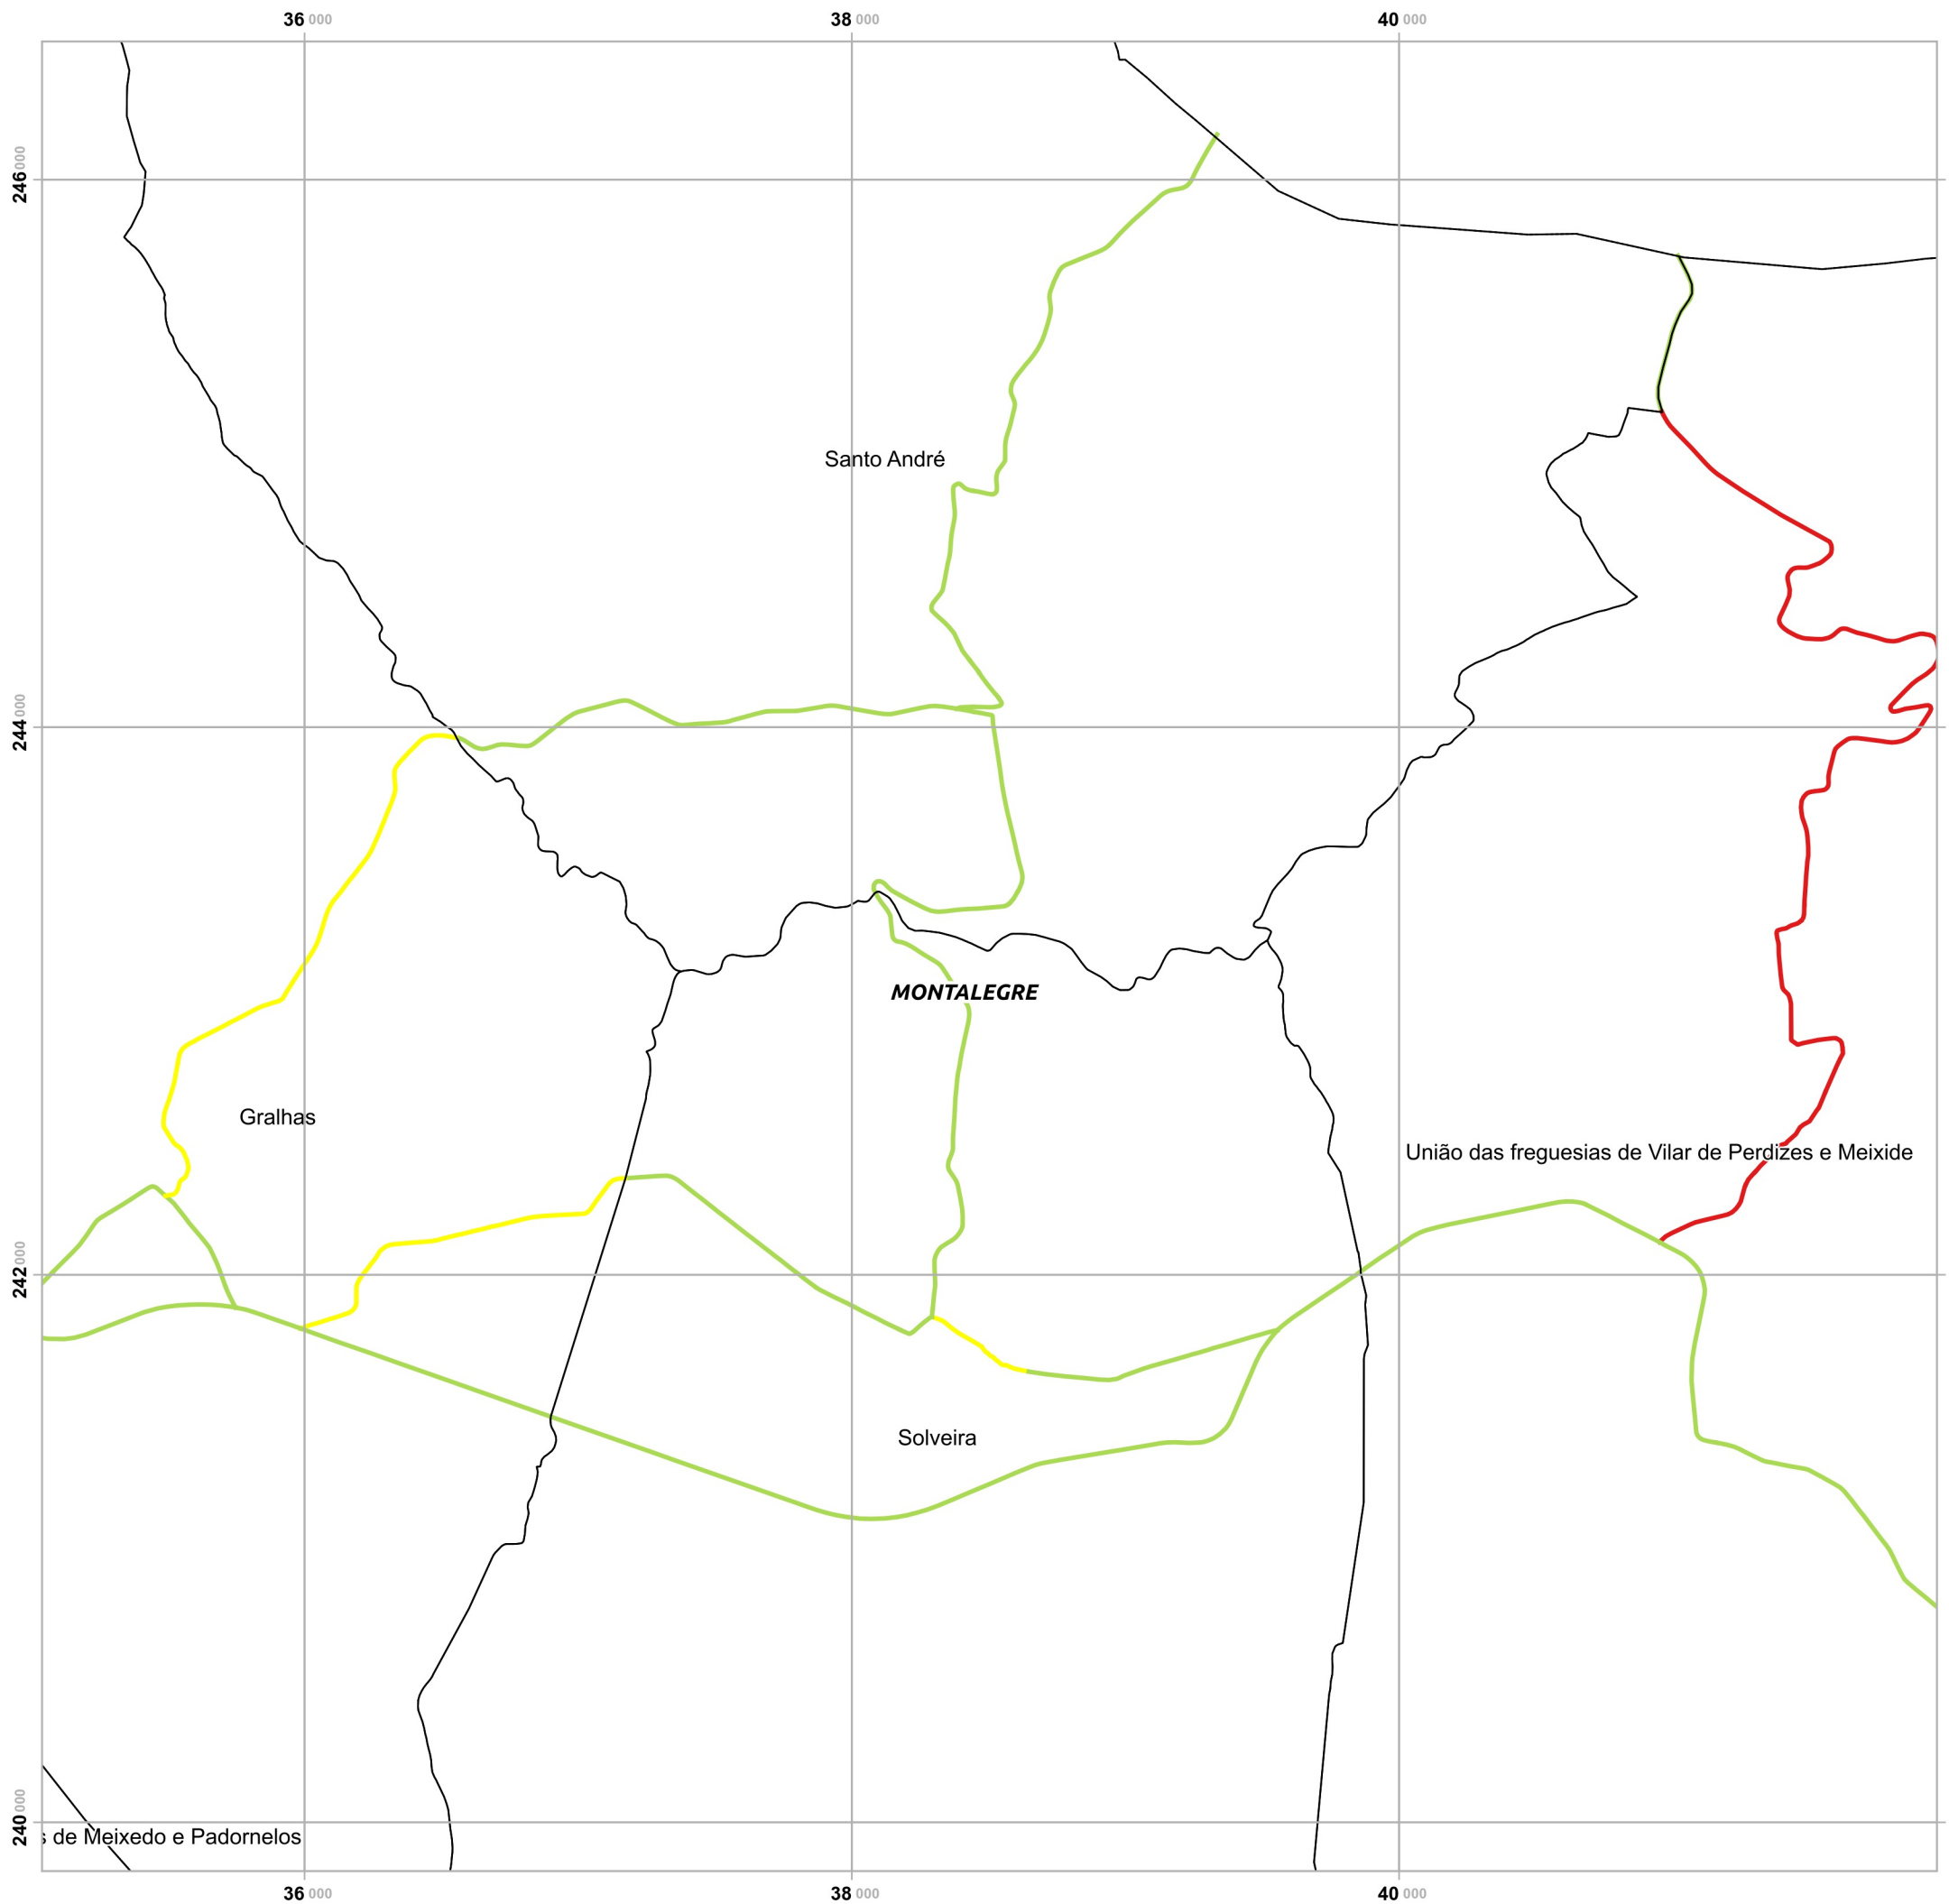 36 000 38 000 40 000
246 000
Santo André
244 000
MONTALEGRE
Gralhas
União das freguesias de Vilar de Perdizes e Meixide
242 000
Solveira
240 000
s de Meixedo e Padornelos
36 000 38 000 40 000